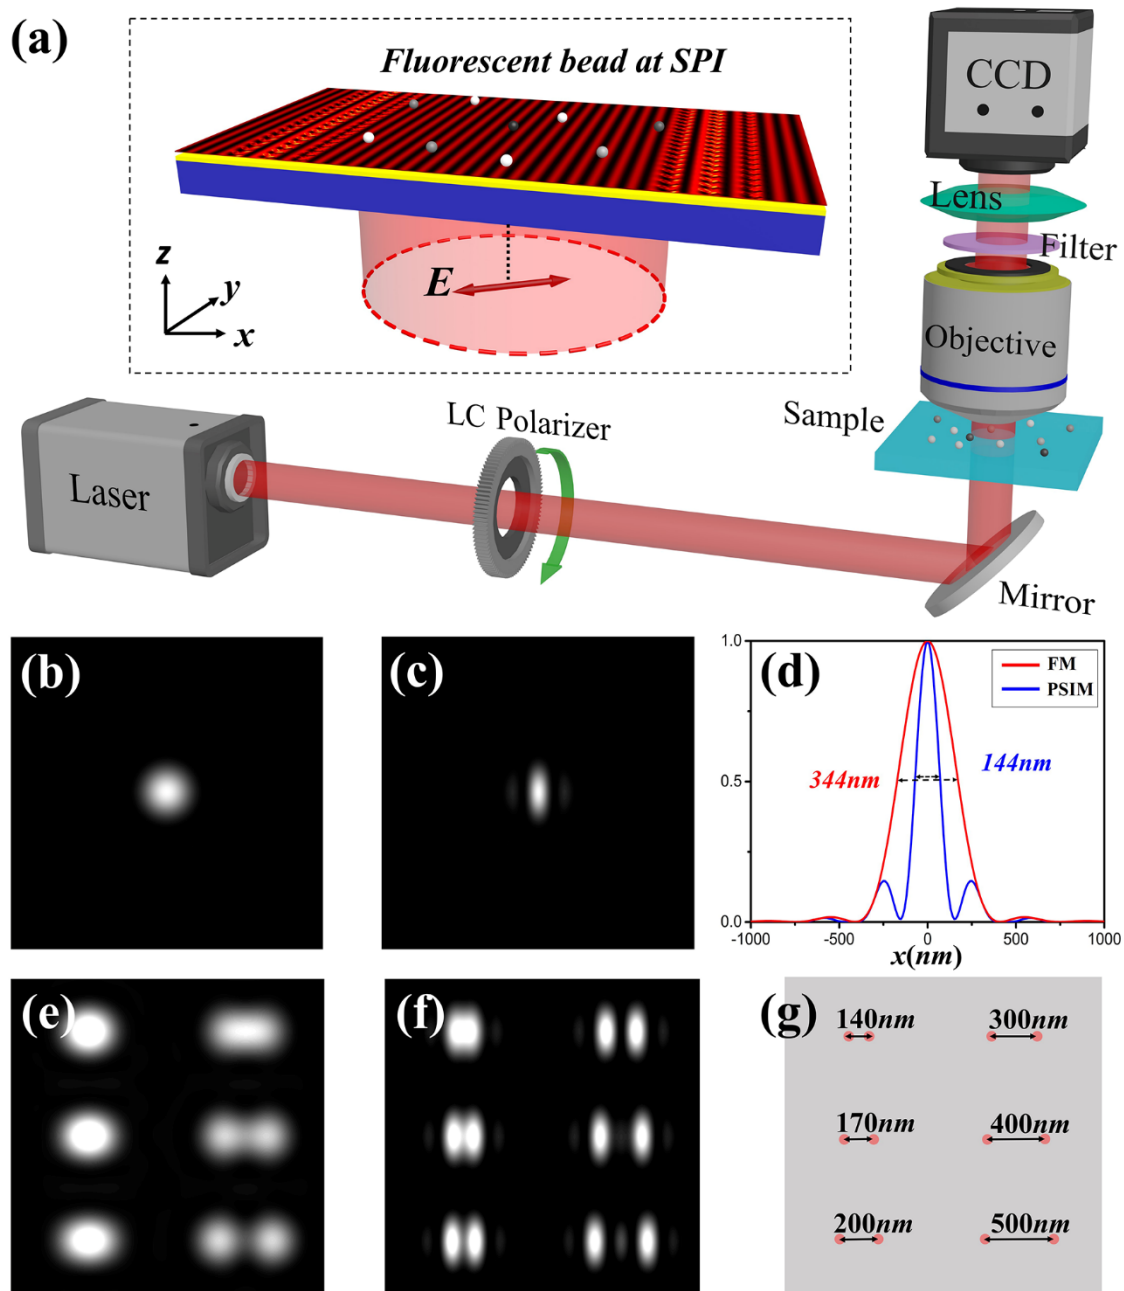 (a)
Fluorescent bead at SPI
E
z
y
x
CCD
Lens
Filter
Objective
Sample
LC Polarizer
Laser
Mirror
(b)
(c)
(d)
1.0
0.5
0.0
FM
PSIM
344nm
144nm
-1000
-500
0
500
1000
x(nm)
(e)
(f)
(g)
140nm
300nm
170nm
400nm
200nm
500nm